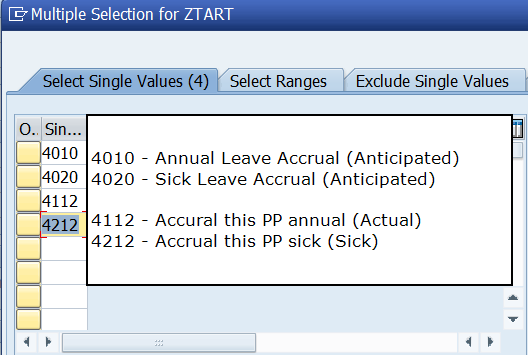 Multiple Selection for ZTART
Select Single Values (4) Select Ranges Exclude Single Values
O.. Sin...
4010
4020
4112
4212
4010 - Annual Leave Accrual (Anticipated)
4020 - Sick Leave Accrual (Anticipated)
4112 - Accural this PP annual (Actual)
4212 - Accrual this PP sick (Sick)